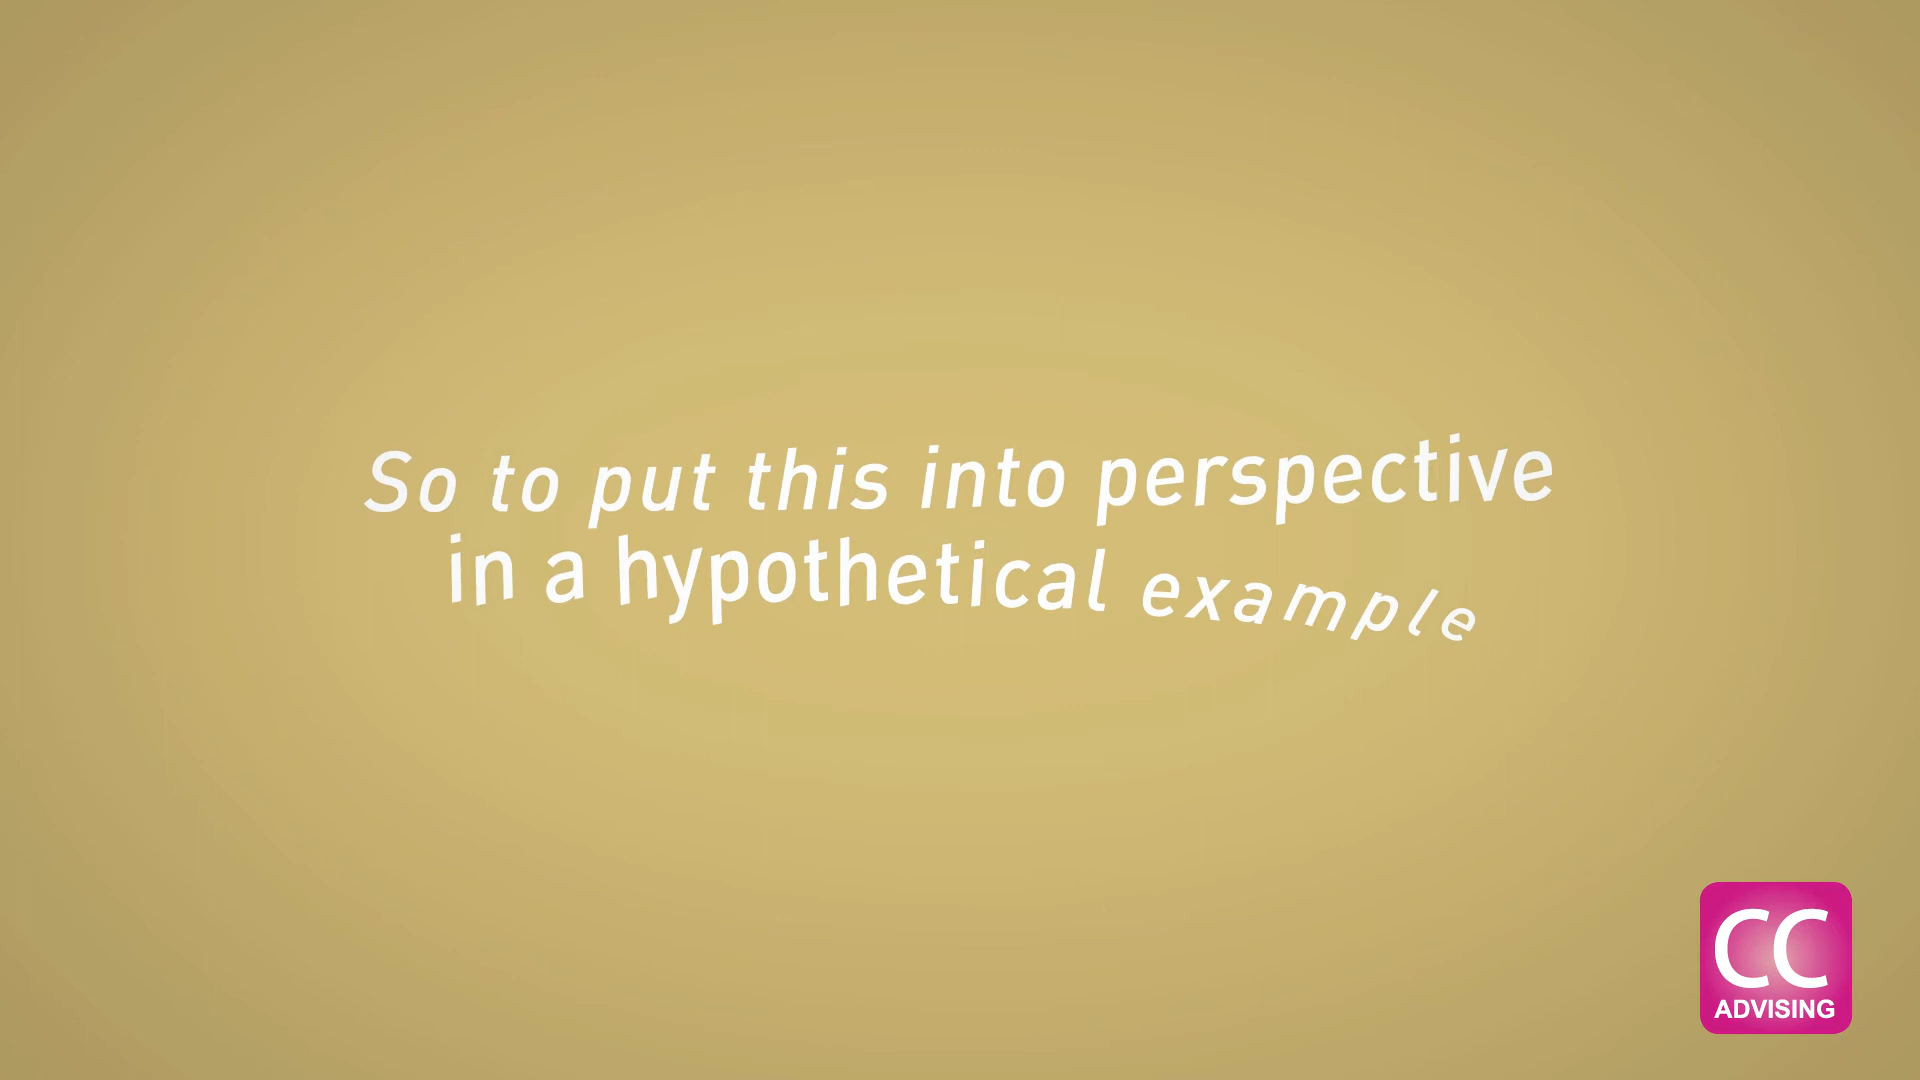 So to put this into perspective
in a hypothetical example
CC
ADVISING